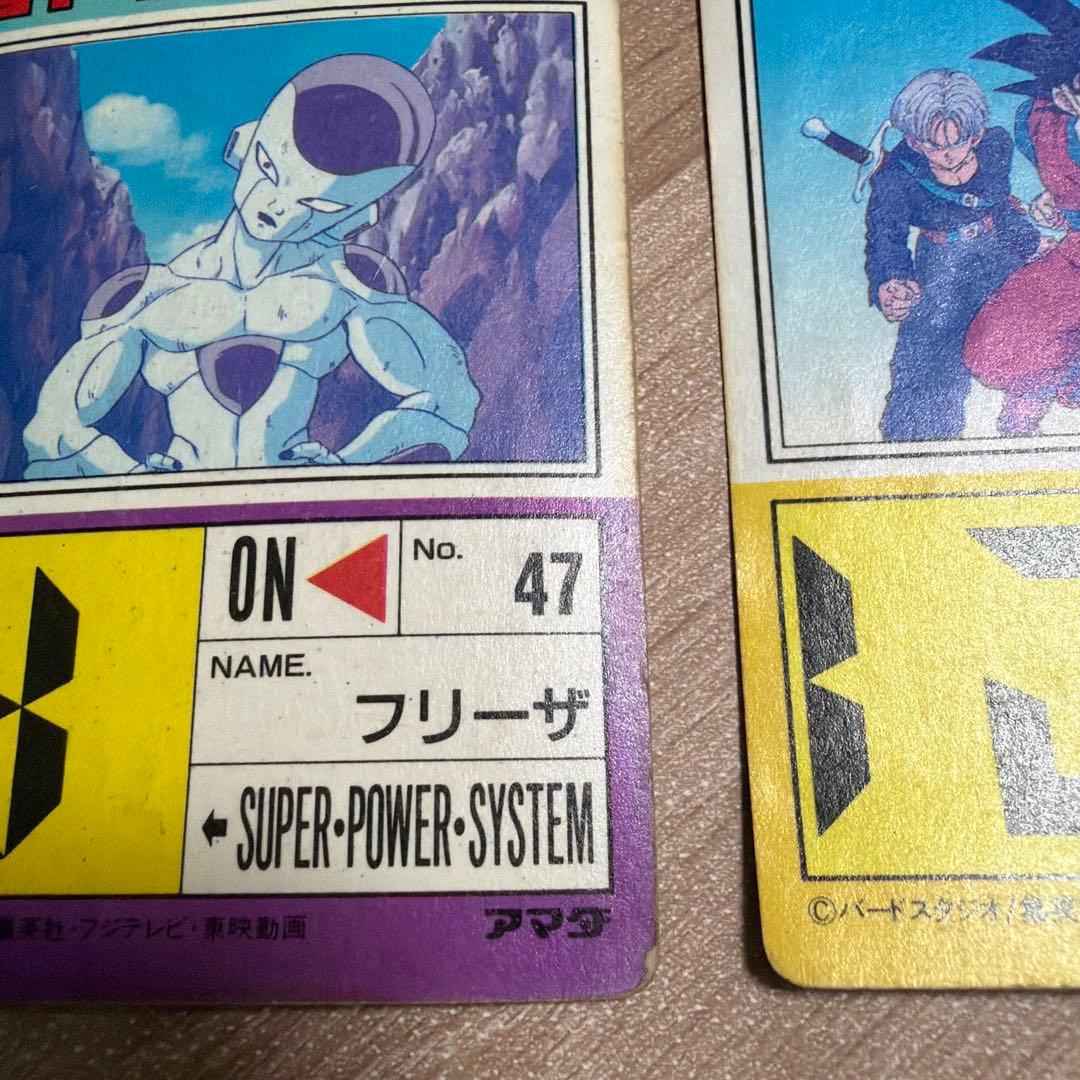 ON
No.
47
NAME.
フリーザ
SUPER・POWER・SYSTEM
集英社・フジテレビ・東映動画
アマダ
©バードスタジオ/集英